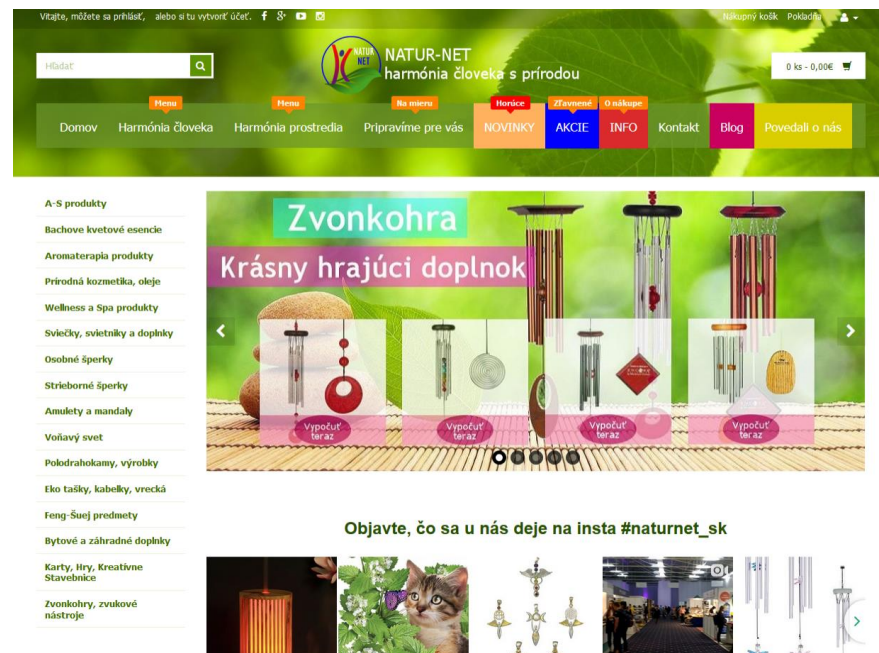 Vitajte, môžete sa prihlásiť, alebo si tu vytvoriť účet.
Nákupný košík Pokladňa
Hľadať
NATUR NET
NATUR-NET
harmónia človeka s prírodou
0 ks - 0,00€
Menu Menu Na mieru Horúce Zľavnené O nákupe
Domov Harmónia človeka Harmónia prostredia Pripravíme pre vás NOVINKY AKCIE INFO Kontakt Blog Povedali o nás
A-S produkty
Bachove kvetové esencie
Aromaterapia produkty
Prírodná kozmetika, oleje
Wellness a Spa produkty
Sviečky, svietniky a doplnky
Osobné šperky
Strieborné šperky
Amulety a mandaly
Voňavý svet
Polodrahokamy, výrobky
Eko tašky, kabelky, vrecká
Feng-Šuej predmety
Bytové a záhradné doplnky
Karty, Hry, Kreatívne
Stavebnice
Zvonkohry, zvukové
nástroje
Zvonkohra
Krásny hrajúci doplnok
Vypočuť
teraz
Vypočuť
teraz
Vypočuť
teraz
Vypočuť
teraz
Objavte, čo sa u nás deje na insta #naturnet_sk